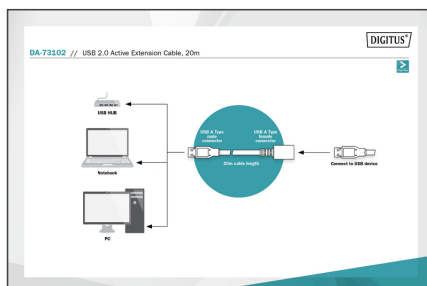 DIGITUS®
DA-73102 // USB 2.0 Active Extension Cable, 20m
USB HUB
USB A Type
male
connector
USB A Type
female
connector
20m cable length
Notebook
Connect to USB device
PC